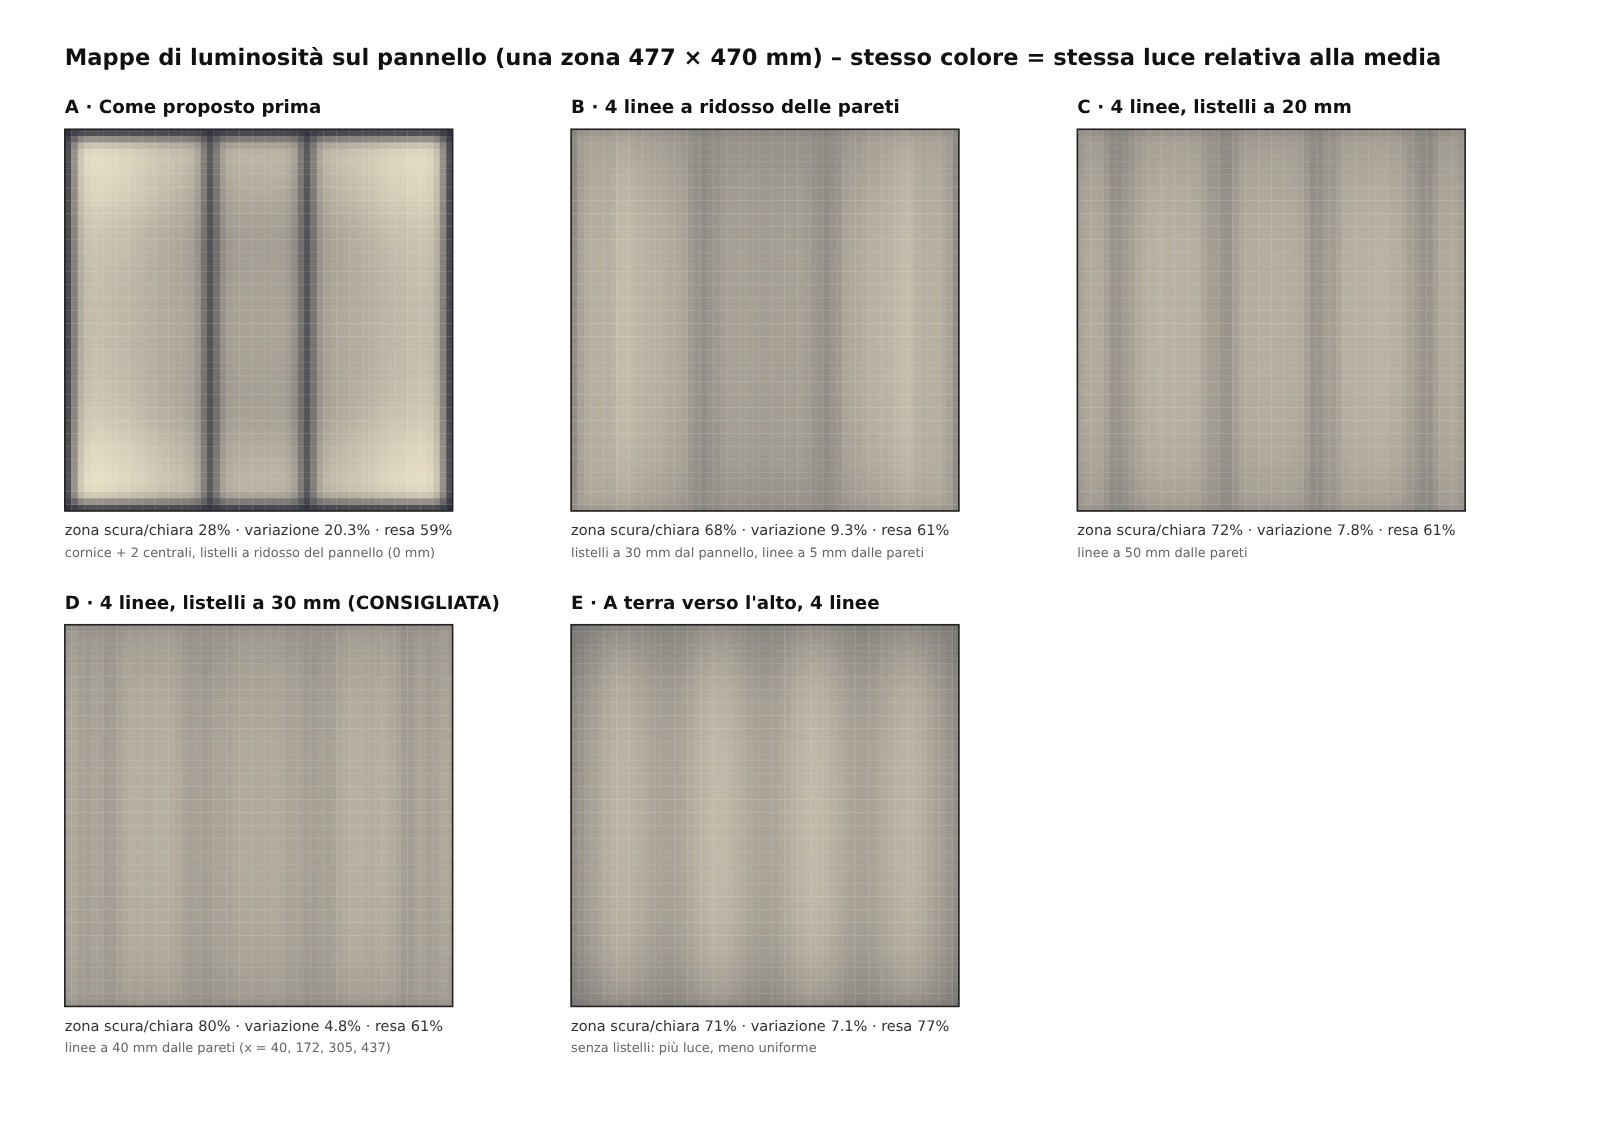 Mappe di luminosità sul pannello (una zona 477 × 470 mm) – stesso colore = stessa luce relativa alla media
A · Come proposto prima
B · 4 linee a ridosso delle pareti
C · 4 linee, listelli a 20 mm
zona scura/chiara 28% · variazione 20.3% · resa 59%
cornice + 2 centrali, listelli a ridosso del pannello (0 mm)
zona scura/chiara 68% · variazione 9.3% · resa 61%
listelli a 30 mm dal pannello, linee a 5 mm dalle pareti
zona scura/chiara 72% · variazione 7.8% · resa 61%
linee a 50 mm dalle pareti
D · 4 linee, listelli a 30 mm (CONSIGLIATA)
E · A terra verso l'alto, 4 linee
zona scura/chiara 80% · variazione 4.8% · resa 61%
linee a 40 mm dalle pareti (x = 40, 172, 305, 437)
zona scura/chiara 71% · variazione 7.1% · resa 77%
senza listelli: più luce, meno uniforme